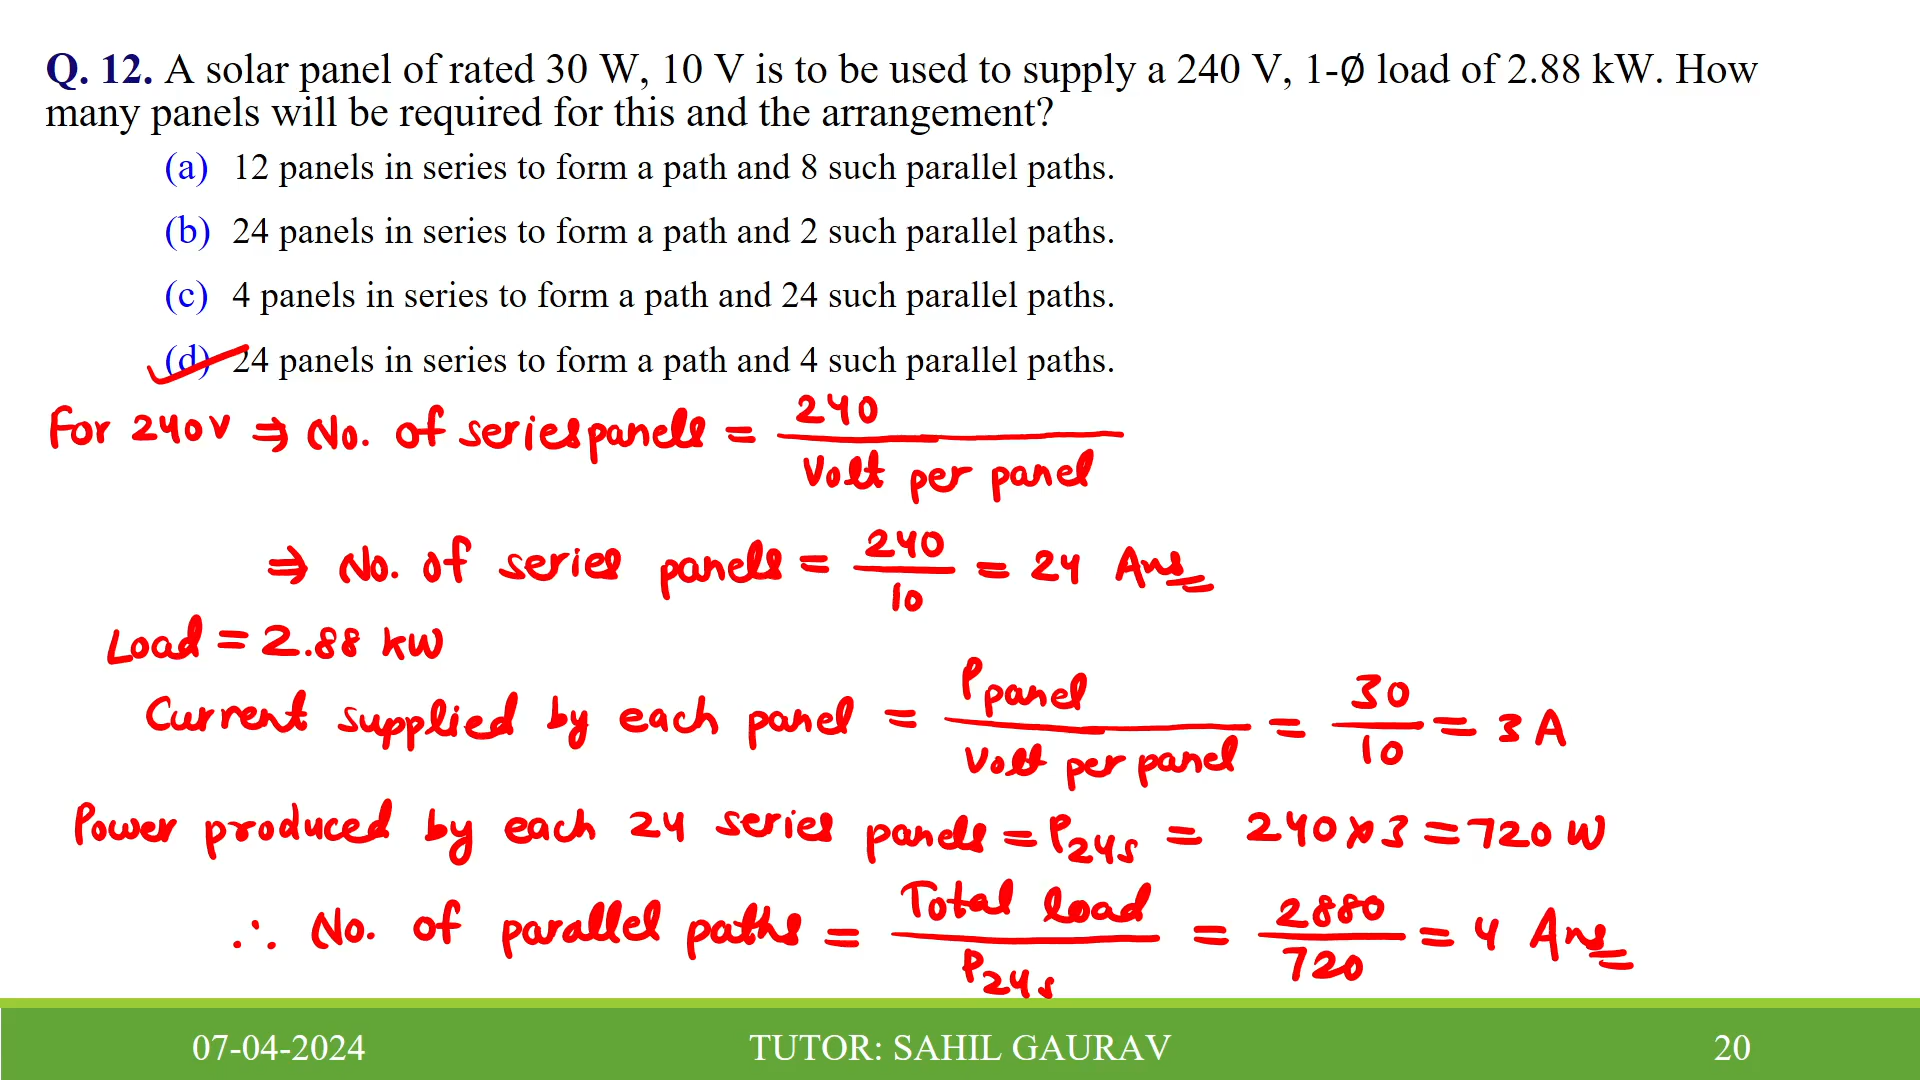 Q. 12. A solar panel of rated 30 W, 10 V is to be used to supply a 240 V, 1-Ø load of 2.88 kW. How
many panels will be required for this and the arrangement?
(a) 12 panels in series to form a path and 8 such parallel paths.
(b) 24 panels in series to form a path and 2 such parallel paths.
(c) 4 panels in series to form a path and 24 such parallel paths.
(d) 24 panels in series to form a path and 4 such parallel paths.
For 240V ⇒ No. of series panels = 240 / Volt per panel
⇒ No. of series panels = 240 / 10 = 24 Ans
Load = 2.88 kW
Current supplied by each panel = Ppanel / Volt per panel = 30 / 10 = 3 A
Power produced by each 24 series panels = P24s = 240 × 3 = 720 W
∴ No. of parallel paths = Total load / P24s = 2880 / 720 = 4 Ans
07-04-2024 TUTOR: SAHIL GAURAV 20